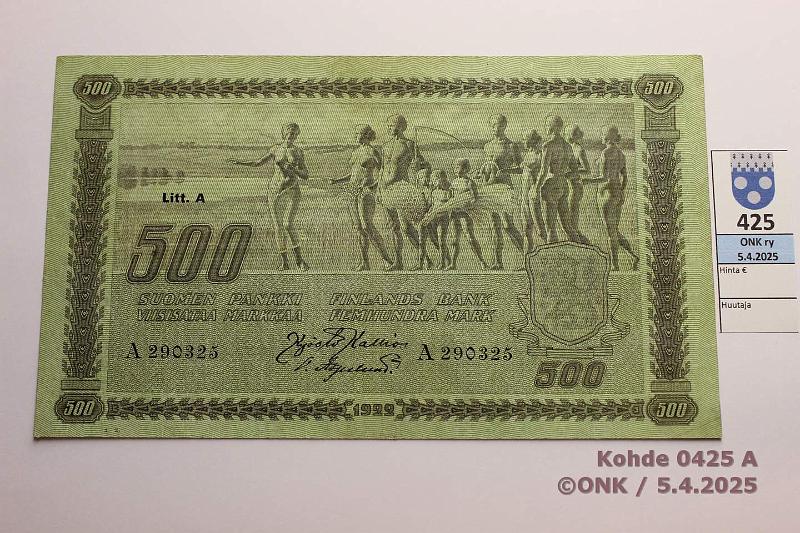 500 500
Litt. A
500
SUOMEN PANKKI FINLANDS BANK
VIISISATAA MARKKAA FEMHUNDRA MARK
A 290325 A 290325
500
500 1922 500
425
ONK ry
5.4.2025
Hinta €
Huutaja
Kohde 0425 A
©ONK / 5.4.2025